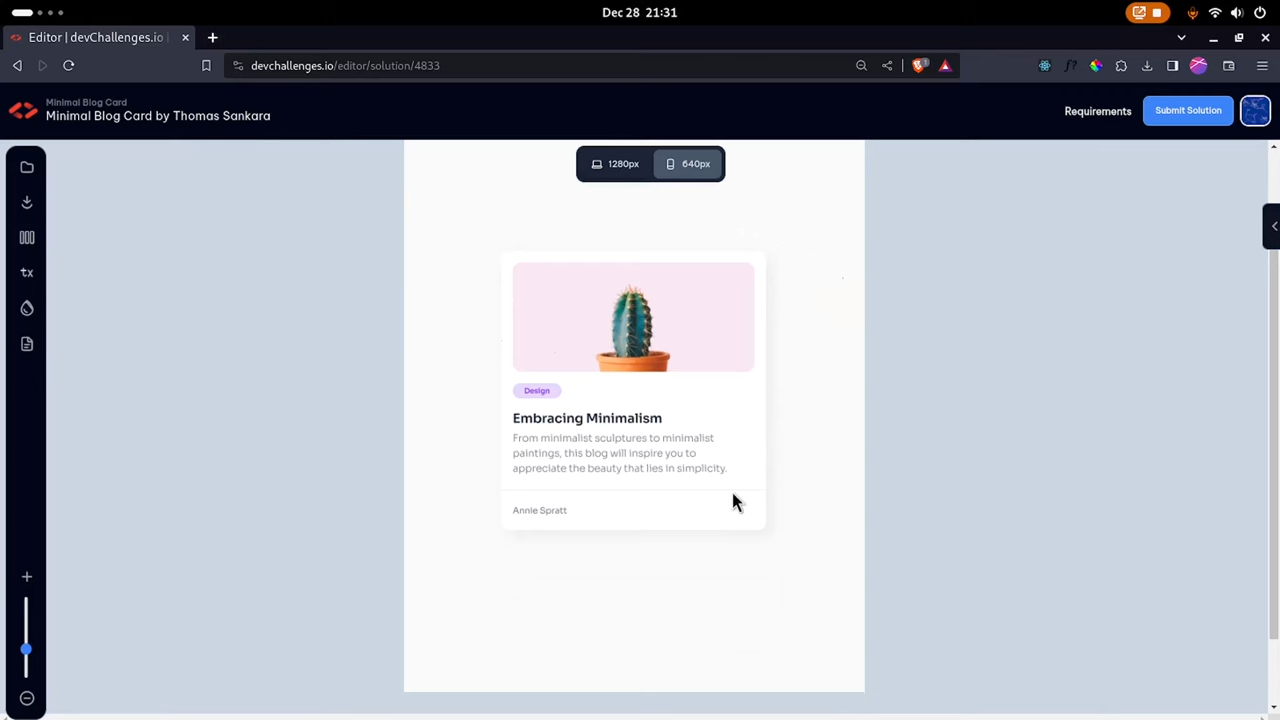 Dec 28 21:31
Editor | devChallenges.io
devchallenges.io/editor/solution/4833
Minimal Blog Card
Minimal Blog Card by Thomas Sankara
Requirements
Submit Solution
1280px
640px
tx
Design
Embracing Minimalism
From minimalist sculptures to minimalist
paintings, this blog will inspire you to
appreciate the beauty that lies in simplicity.
Annie Spratt